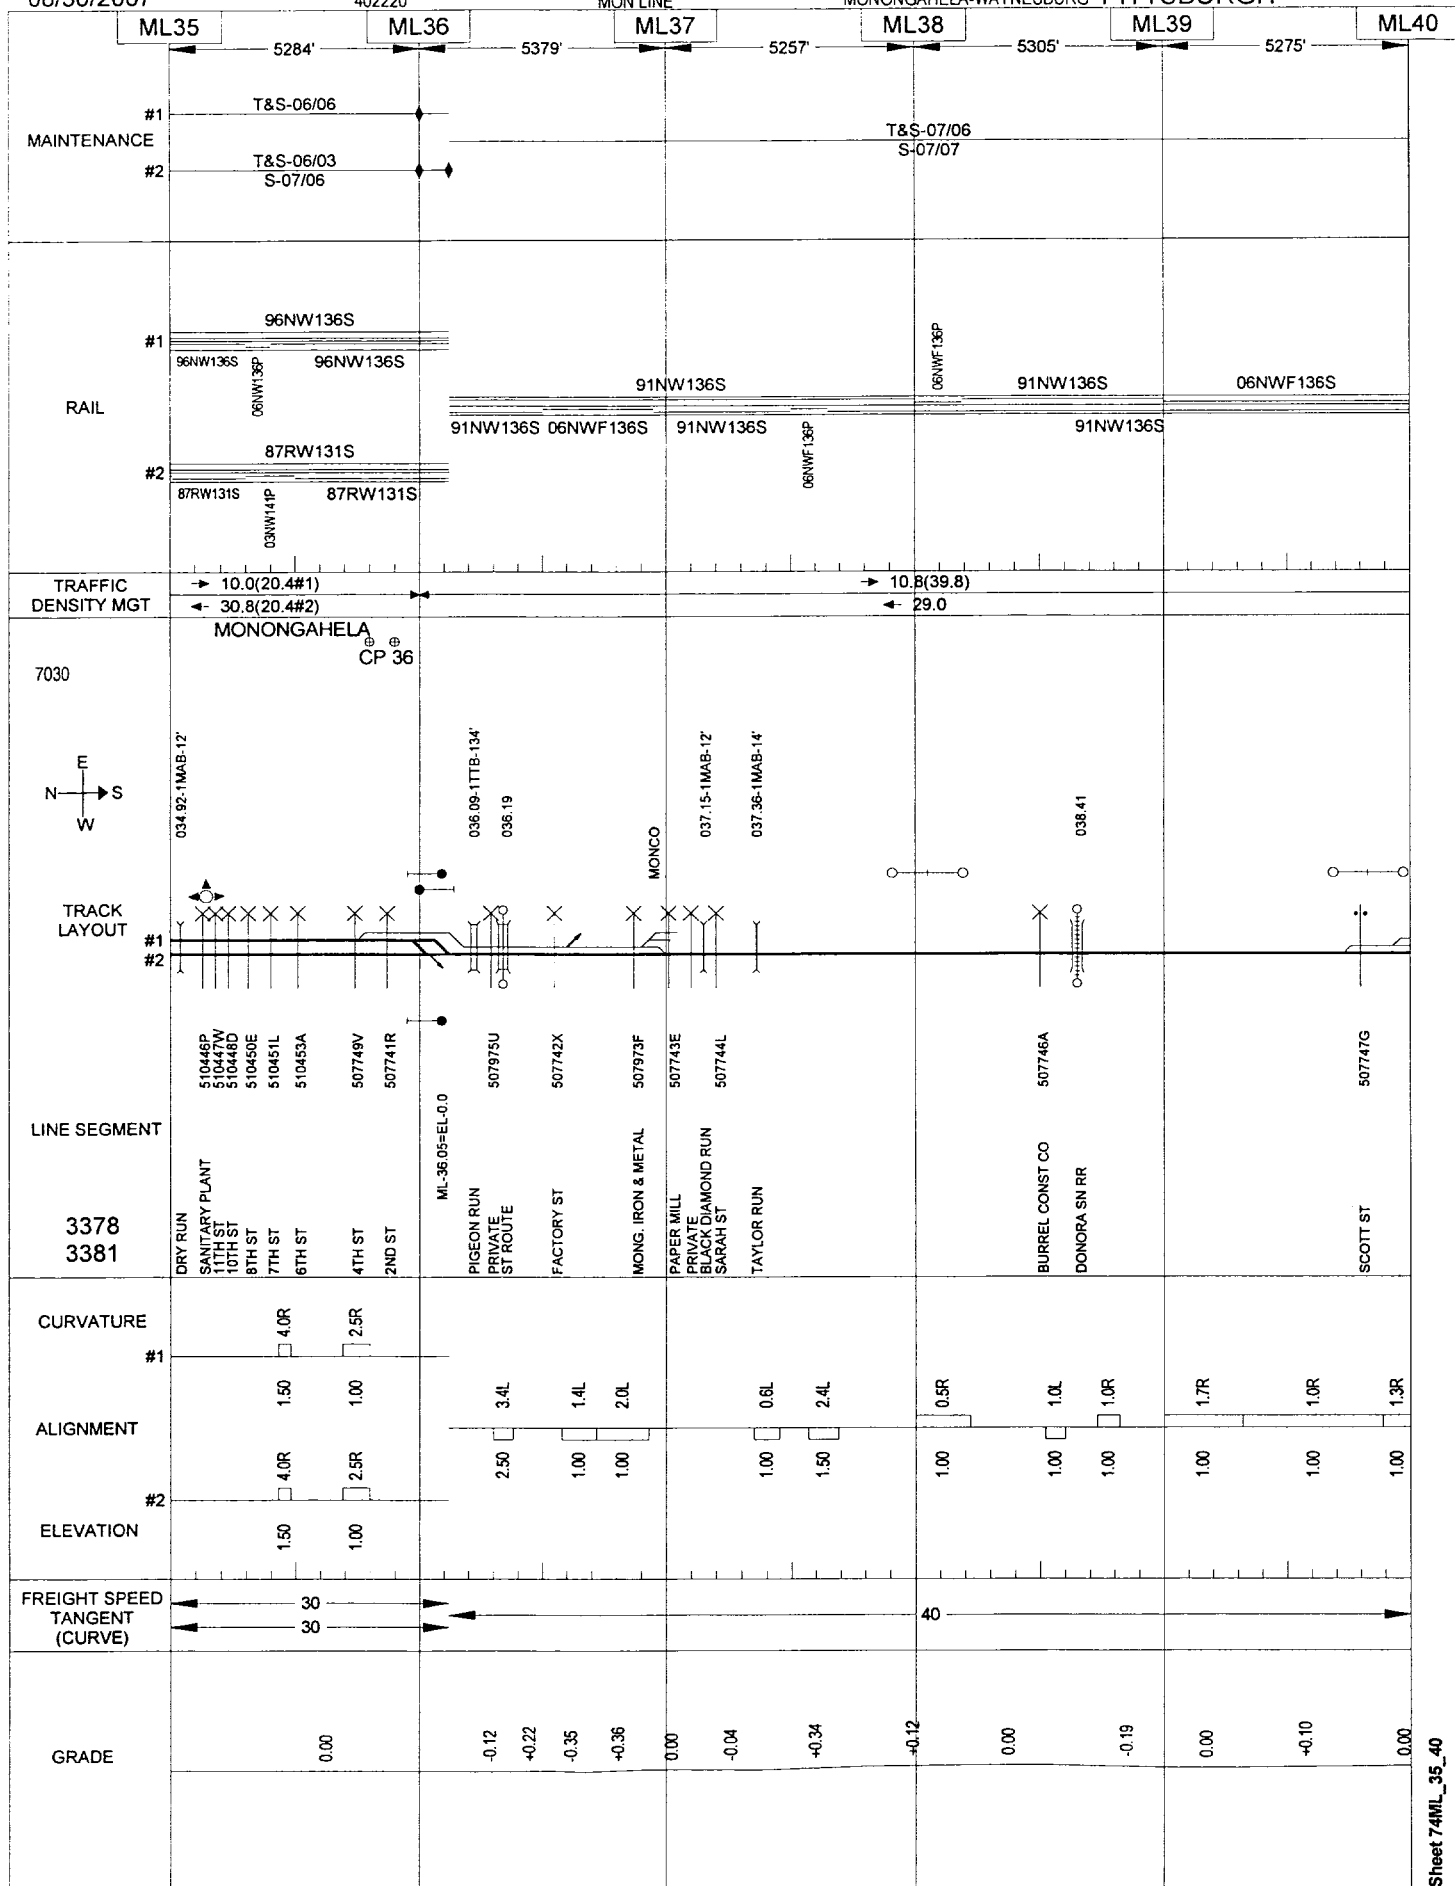 402220 MON LINE
ML35 ML36 ML37 ML38 ML39 ML40
5284' 5379' 5257' 5305' 5275'
MAINTENANCE
#1 T&S-06/06
#2 T&S-06/03
S-07/06
T&S-07/06
S-07/07
RAIL
#1 96NW136S
96NW136S 06NW136P 96NW136S
#2 87RW131S
87RW131S 03NW141P 87RW131S
91NW136S 06NWF136P 91NW136S 06NWF136S
91NW136S 06NWF136S 91NW136S 06NWF136P 91NW136S
TRAFFIC
DENSITY MGT
10.0(20.4#1) 10.8(39.8)
30.8(20.4#2) 29.0
MONONGAHELA
CP 36
7030
E
N S
W
034.92-1MAB-12'
036.09-1TTB-134'
036.19
MONCO
037.15-1MAB-12'
037.36-1MAB-14'
038.41
TRACK
LAYOUT
#1
#2
510446P
510447W
510448D
510450E
510451L
510453A
507749V
507741R
ML-36.05=EL-0.0
507975U
507742X
507973F
507743E
507744L
507746A
507747G
LINE SEGMENT
3378
3381
DRY RUN
SANITARY PLANT
11TH ST
10TH ST
8TH ST
7TH ST
6TH ST
4TH ST
2ND ST
PIGEON RUN
PRIVATE
ST ROUTE
FACTORY ST
MONG. IRON & METAL
PAPER MILL
PRIVATE
BLACK DIAMOND RUN
SARAH ST
TAYLOR RUN
BURREL CONST CO
DONORA SN RR
SCOTT ST
CURVATURE
#1 4.0R 2.5R
1.50 1.00
ALIGNMENT
3.4L 1.4L 2.0L 0.6L 2.4L 0.5R 1.0L 1.0R 1.7R 1.0R 1.3R
2.50 1.00 1.00 1.00 1.50 1.00 1.00 1.00 1.00 1.00 1.00
#2 4.0R 2.5R
ELEVATION
1.50 1.00
FREIGHT SPEED
TANGENT
(CURVE)
30
30
40
GRADE
0.00 -0.12 +0.22 -0.35 +0.36 0.00 -0.04 +0.34 +0.12 0.00 -0.19 0.00 +0.10 0.00
Sheet 74ML_35_40